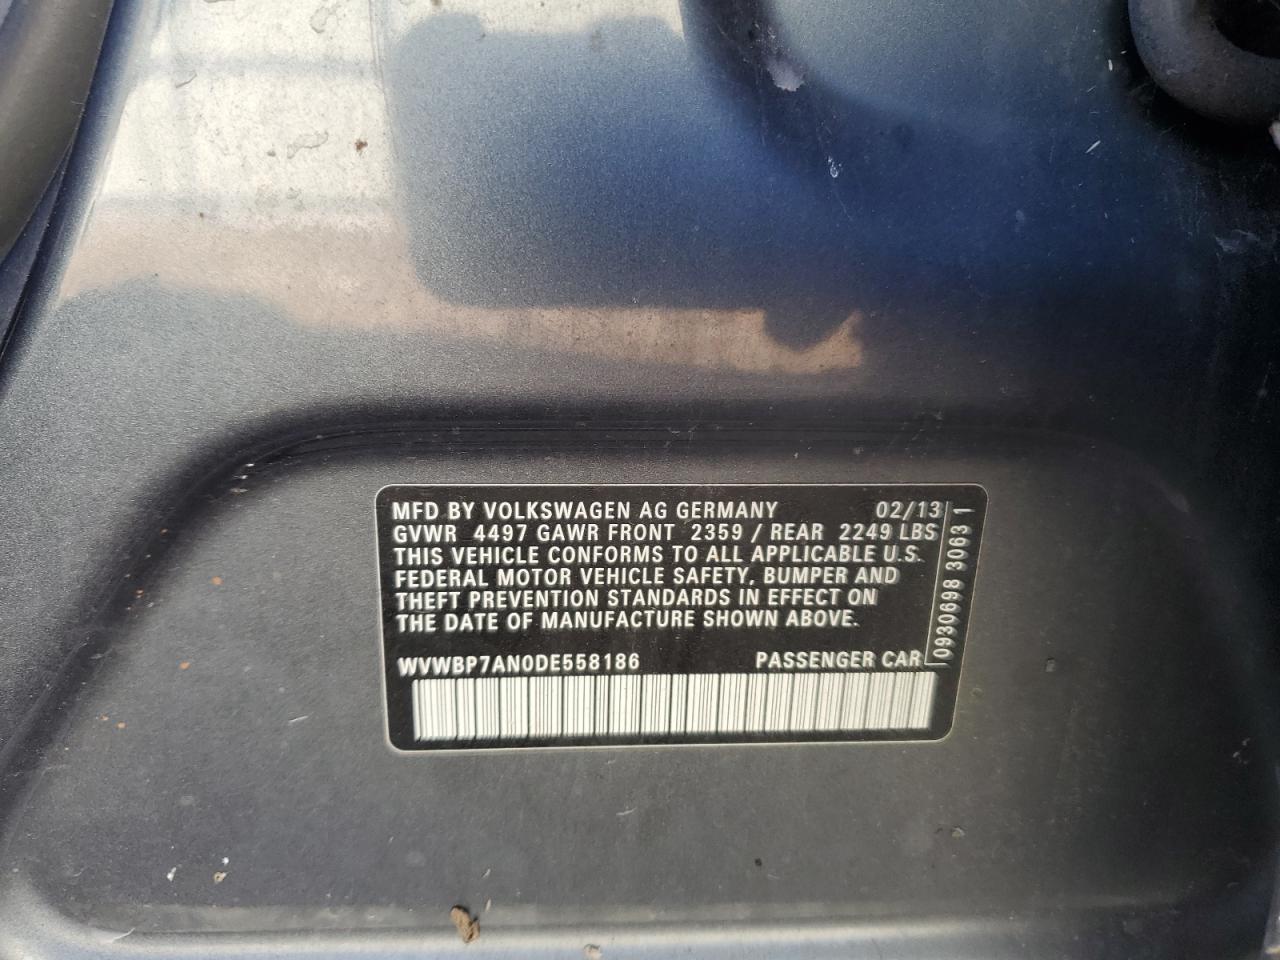 MFD BY VOLKSWAGEN AG GERMANY 02/13
GVWR 4497 GAWR FRONT 2359 / REAR 2249 LBS
THIS VEHICLE CONFORMS TO ALL APPLICABLE U.S.
FEDERAL MOTOR VEHICLE SAFETY, BUMPER AND
THEFT PREVENTION STANDARDS IN EFFECT ON
THE DATE OF MANUFACTURE SHOWN ABOVE.
WVWBP7AN0DE558186 PASSENGER CAR
0930698 3063 1